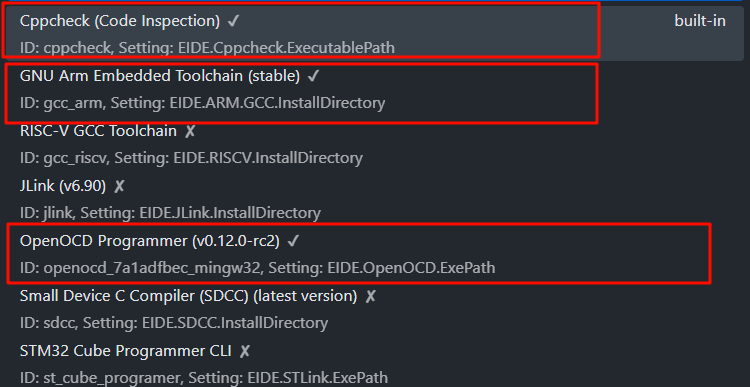 Cppcheck (Code Inspection) ✓ built-in
ID: cppcheck, Setting: EIDE.Cppcheck.ExecutablePath
GNU Arm Embedded Toolchain (stable) ✓
ID: gcc_arm, Setting: EIDE.ARM.GCC.InstallDirectory
RISC-V GCC Toolchain ✗
ID: gcc_riscv, Setting: EIDE.RISCV.InstallDirectory
JLink (v6.90) ✗
ID: jlink, Setting: EIDE.JLink.InstallDirectory
OpenOCD Programmer (v0.12.0-rc2) ✓
ID: openocd_7a1adfbec_mingw32, Setting: EIDE.OpenOCD.ExePath
Small Device C Compiler (SDCC) (latest version) ✗
ID: sdcc, Setting: EIDE.SDCC.InstallDirectory
STM32 Cube Programmer CLI ✗
ID: st_cube_programer, Setting: EIDE.STLink.ExePath